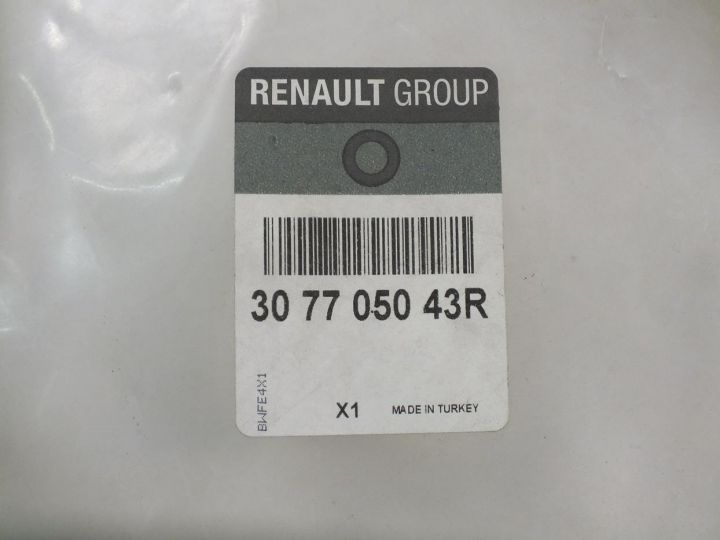 RENAULT GROUP
30 77 050 43R
BWFE4X1
X1 MADE IN TURKEY